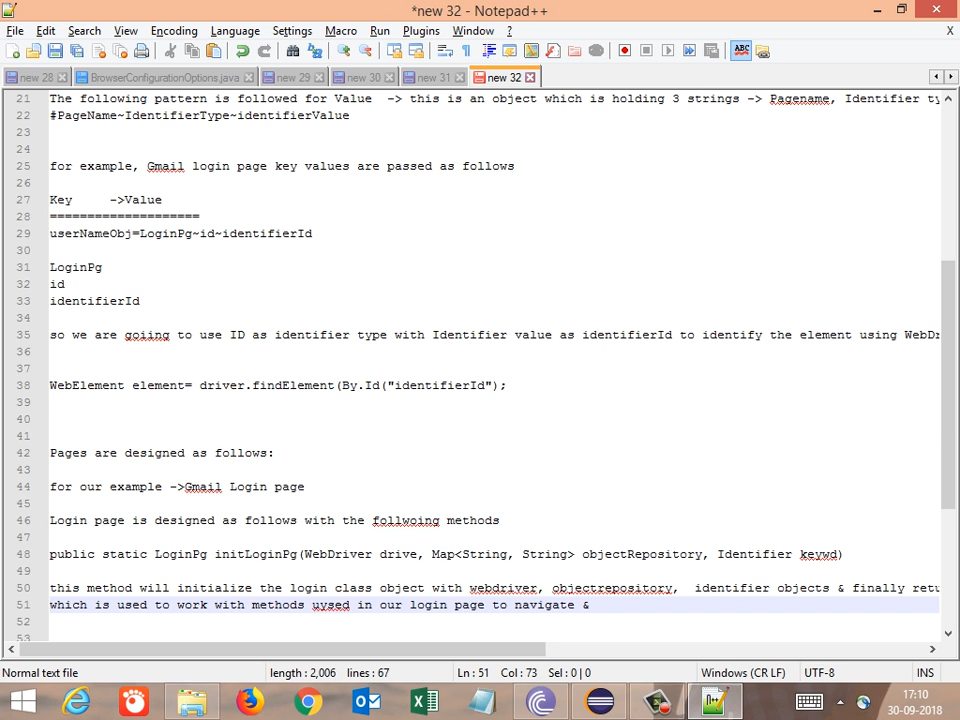 *new 32 - Notepad++
File Edit Search View Encoding Language Settings Macro Run Plugins Window ? X
new 28 BrowserConfigurationOptions.java new 29 new 30 new 31 new 32
21 The following pattern is followed for Value -> this is an object which is holding 3 strings -> Pagename, Identifier ty
22 #PageName~IdentifierType~identifierValue
23
24
25 for example, Gmail login page key values are passed as follows
26
27 Key ->Value
28 ====================
29 userNameObj=LoginPg~id~identifierId
30
31 LoginPg
32 id
33 identifierId
34
35 so we are goiing to use ID as identifier type with Identifier value as identifierId to identify the element using WebDr
36
37
38 WebElement element= driver.findElement(By.Id("identifierId");
39
40
41
42 Pages are designed as follows:
43
44 for our example ->Gmail Login page
45
46 Login page is designed as follows with the follwoing methods
47
48 public static LoginPg initLoginPg(WebDriver drive, Map<String, String> objectRepository, Identifier keywd)
49
50 this method will initialize the login class object with webdriver, objectrepository, identifier objects & finally retu
51 which is used to work with methods uysed in our login page to navigate &
52
53
Normal text file length : 2,006 lines : 67 Ln : 51 Col : 73 Sel : 0 | 0 Windows (CR LF) UTF-8 INS
17:10
30-09-2018